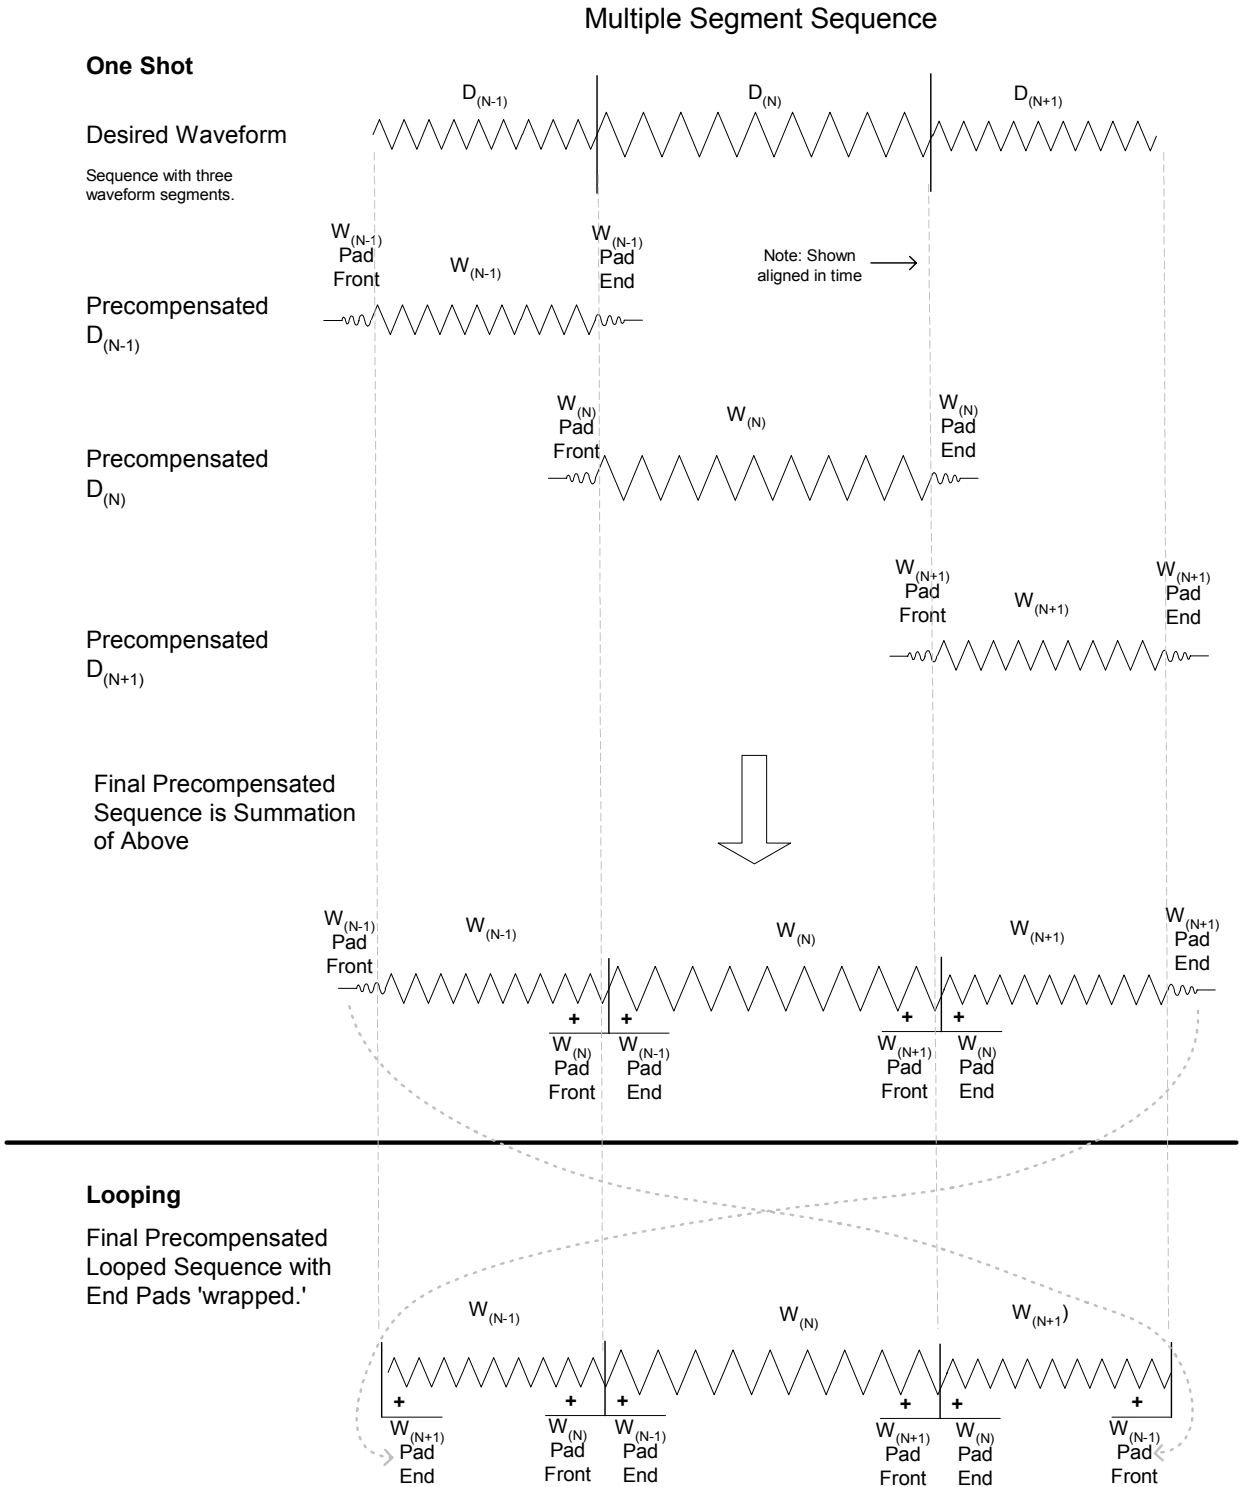 Multiple Segment Sequence
One Shot
D(N-1)
D(N)
D(N+1)
Desired Waveform
Sequence with three
waveform segments.
W(N-1)
Pad
Front
W(N-1)
W(N-1)
Pad
End
Note: Shown
aligned in time
Precompensated
D(N-1)
W(N)
Pad
Front
W(N)
W(N)
Pad
End
Precompensated
D(N)
W(N+1)
Pad
Front
W(N+1)
W(N+1)
Pad
End
Precompensated
D(N+1)
Final Precompensated
Sequence is Summation
of Above
W(N-1)
Pad
Front
W(N-1)
W(N)
W(N+1)
W(N+1)
Pad
End
+
W(N)
Pad
Front
+
W(N-1)
Pad
End
+
W(N+1)
Pad
Front
+
W(N)
Pad
End
Looping
Final Precompensated
Looped Sequence with
End Pads 'wrapped.'
W(N-1)
W(N)
W(N+1)
+
W(N+1)
Pad
End
+
W(N)
Pad
Front
+
W(N-1)
Pad
End
+
W(N+1)
Pad
Front
+
W(N)
Pad
End
+
W(N-1)
Pad
Front